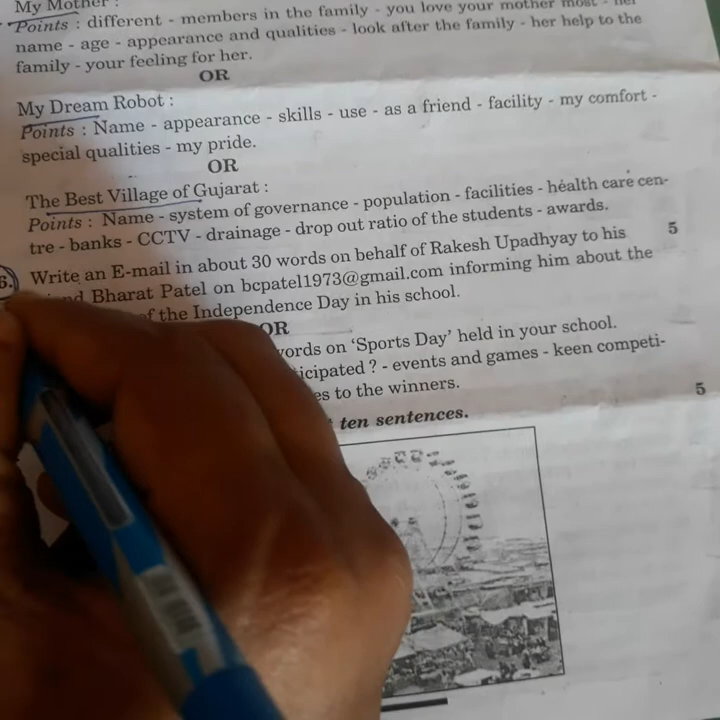 My Mother :
Points : different - members in the family - you love your mother most - her
name - age - appearance and qualities - look after the family - her help to the
family - your feeling for her.
OR
My Dream Robot :
Points : Name - appearance - skills - use - as a friend - facility - my comfort -
special qualities - my pride.
OR
The Best Village of Gujarat :
Points : Name - system of governance - population - facilities - health care cen-
tre - banks - CCTV - drainage - drop out ratio of the students - awards.
6.) Write an E-mail in about 30 words on behalf of Rakesh Upadhyay to his 5
Bharat Patel on bcpatel1973@gmail.com informing him about the
of the Independence Day in his school.
OR
words on 'Sports Day' held in your school.
? - events and games - keen competi-
to the winners.
5
ten sentences.